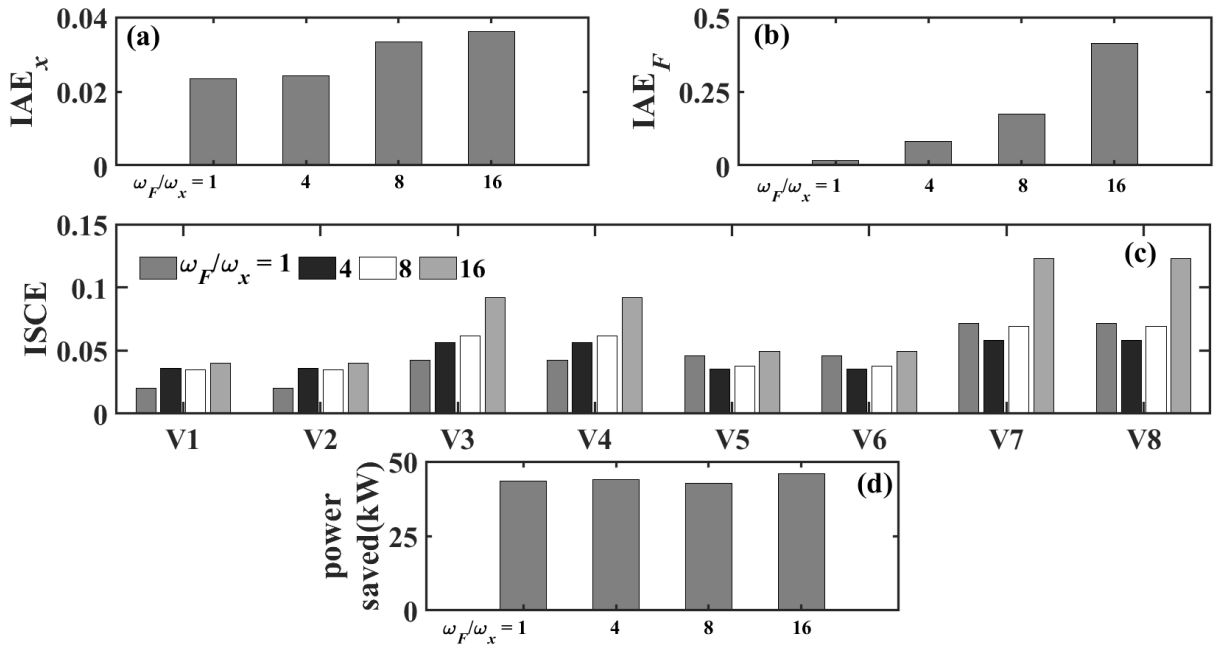 0.04
(a)
IAEx
0.02
0
ωF/ωx = 1 4 8 16
0.5
(b)
IAE F
0.25
0
ωF/ωx = 1 4 8 16
0.15
(c)
ωF/ωx = 1 4 8 16
0.1
ISCE
0.05
0
V1 V2 V3 V4 V5 V6 V7 V8
50
(d)
power
saved(kW)
25
0
ωF/ωx = 1 4 8 16